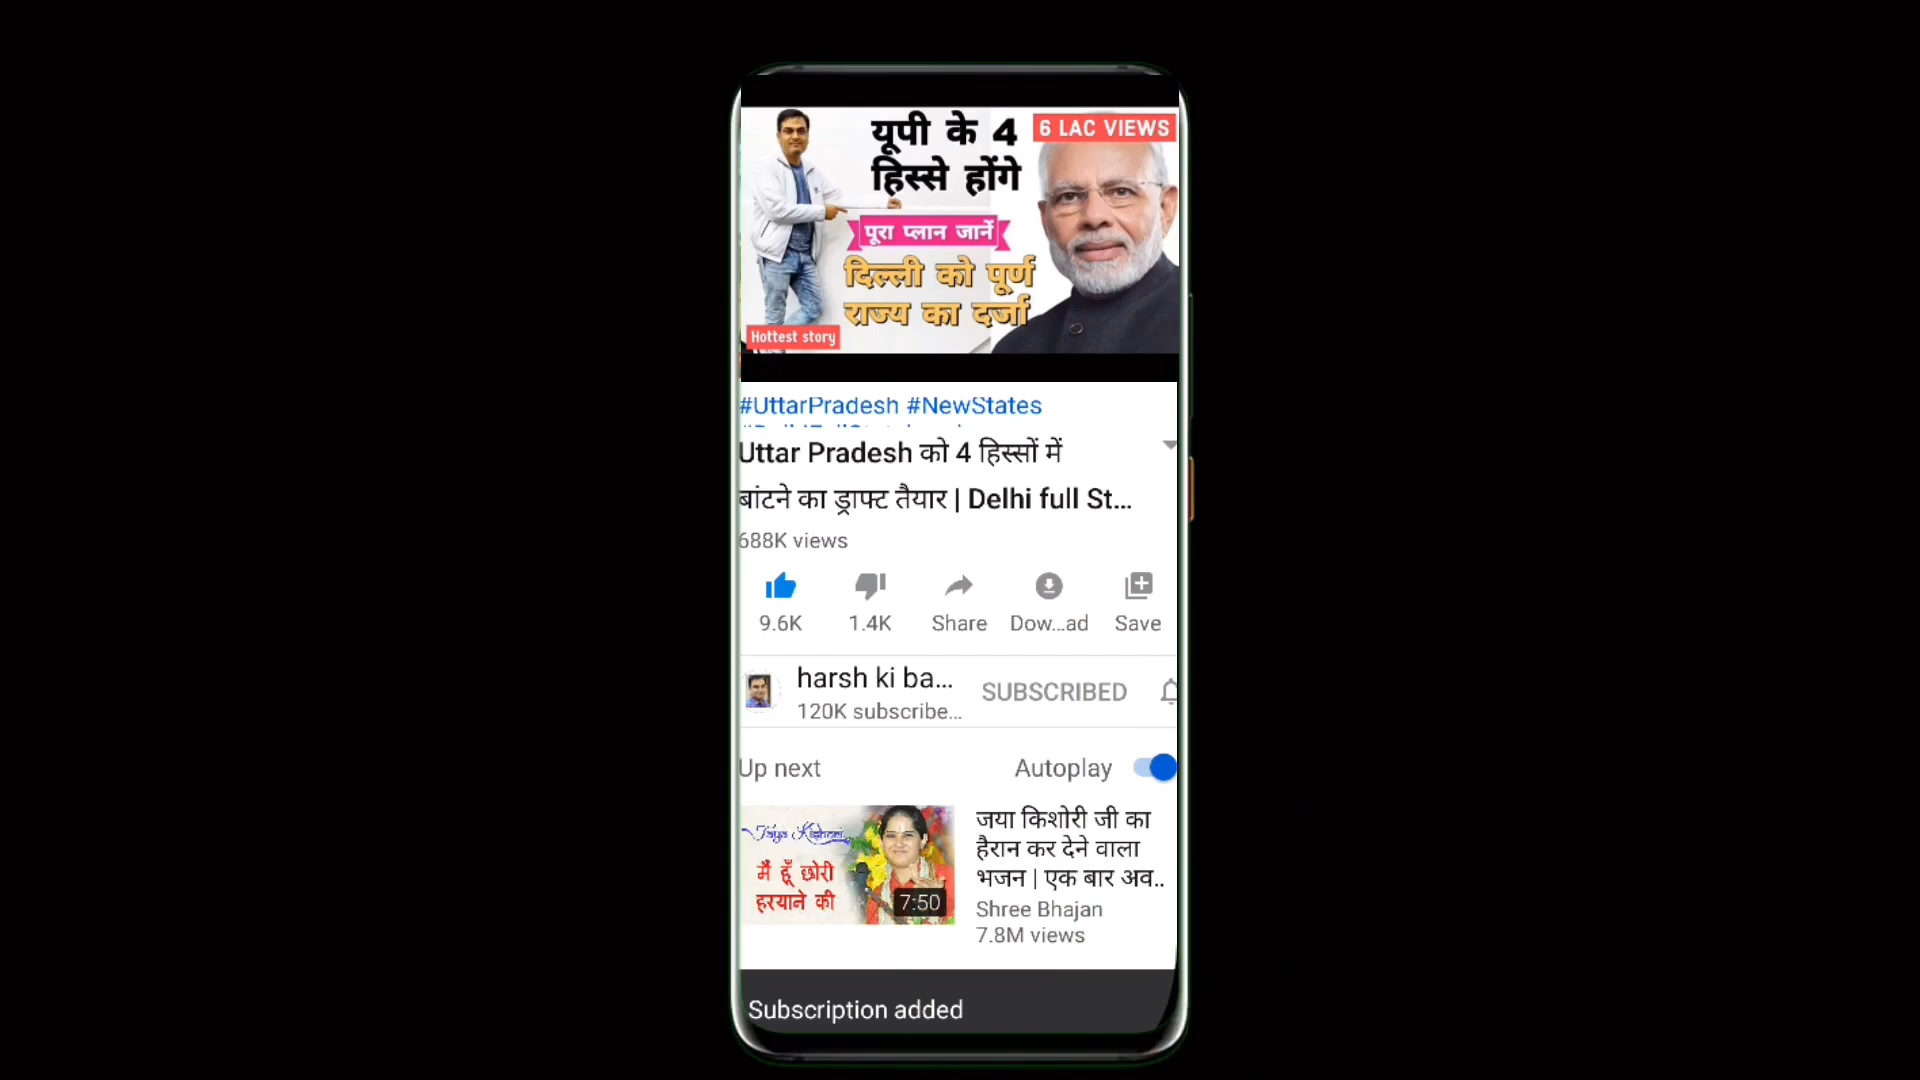 यूपी के 4
हिस्से होंगे
6 LAC VIEWS
पूरा प्लान जानें
दिल्ली को पूर्ण
राज्य का दर्जा
Hottest story
#UttarPradesh #NewStates
Uttar Pradesh को 4 हिस्सों में
बांटने का ड्राफ्ट तैयार | Delhi full St...
688K views
9.6K
1.4K
Share
Dow...ad
Save
harsh ki ba...
SUBSCRIBED
120K subscribe...
Up next
Autoplay
मैं हूँ छोरी
हरयाने की
7:50
जया किशोरी जी का
हैरान कर देने वाला
भजन | एक बार अव..
Shree Bhajan
7.8M views
Subscription added